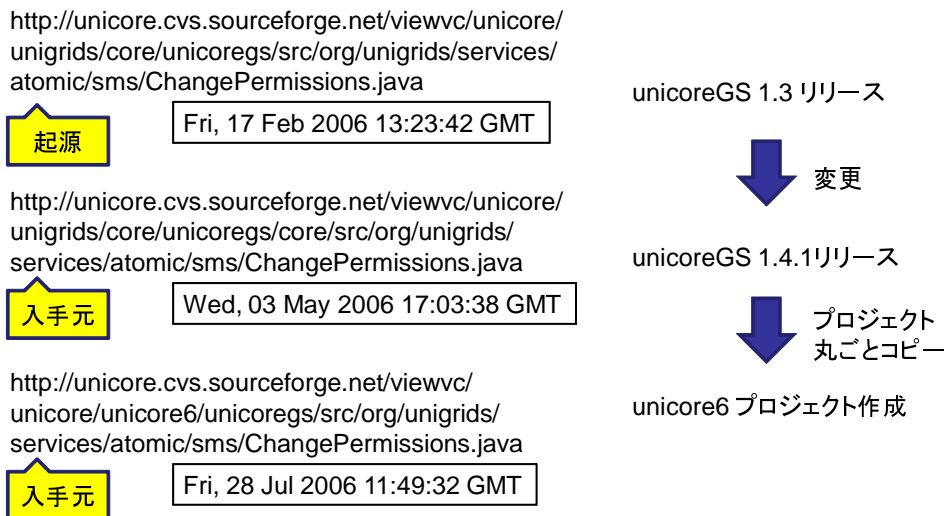 http://unicore.cvs.sourceforge.net/viewvc/unicore/
unigrids/core/unicoregs/src/org/unigrids/services/
atomic/sms/ChangePermissions.java
起源
Fri, 17 Feb 2006 13:23:42 GMT
unicoreGS 1.3 リリース
変更
http://unicore.cvs.sourceforge.net/viewvc/unicore/
unigrids/core/unicoregs/core/src/org/unigrids/
services/atomic/sms/ChangePermissions.java
入手元
Wed, 03 May 2006 17:03:38 GMT
unicoreGS 1.4.1リリース
プロジェクト
丸ごとコピー
http://unicore.cvs.sourceforge.net/viewvc/
unicore/unicore6/unicoregs/src/org/unigrids/
services/atomic/sms/ChangePermissions.java
入手元
Fri, 28 Jul 2006 11:49:32 GMT
unicore6 プロジェクト作成